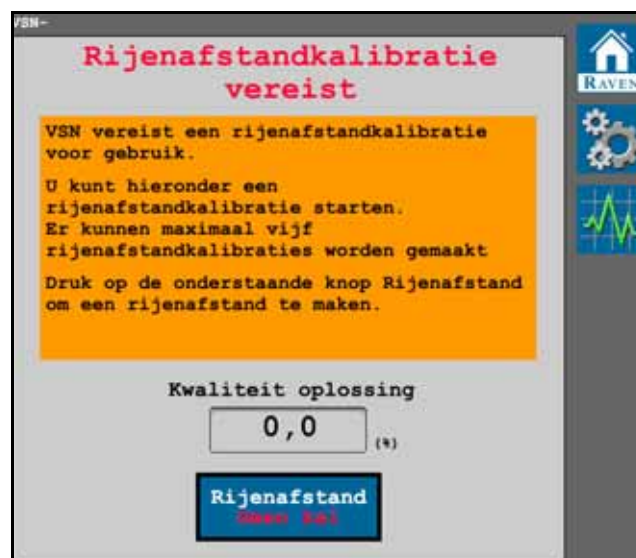 VSN-
Rijenafstandkalibratie
vereist
RAVEN
VSN vereist een rijenafstandkalibratie
voor gebruik.
U kunt hieronder een
rijenafstandkalibratie starten.
Er kunnen maximaal vijf
rijenafstandkalibraties worden gemaakt
Druk op de onderstaande knop Rijenafstand
om een rijenafstand te maken.
Kwaliteit oplossing
0,0
(%)
Rijenafstand
Geen kal